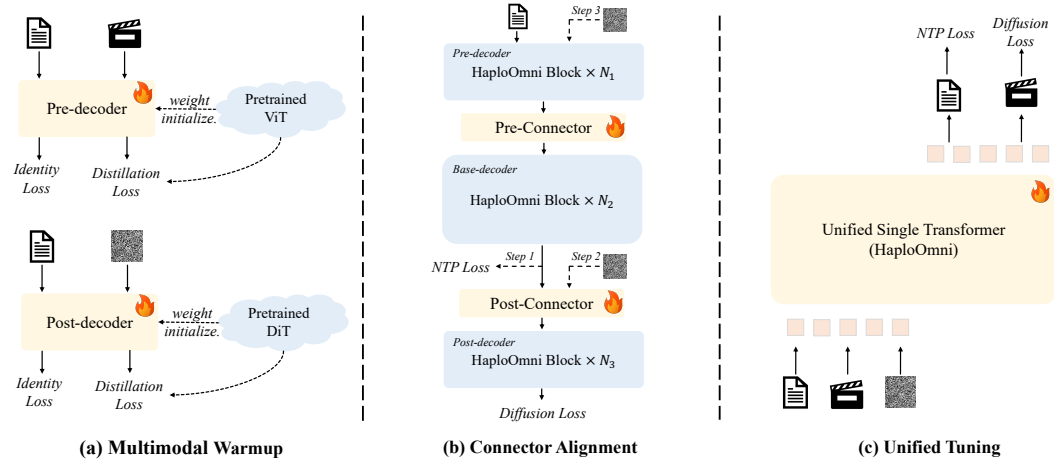 Pre-decoder
weight
initialize.
Pretrained
ViT
Identity
Loss
Distillation
Loss
Post-decoder
weight
initialize.
Pretrained
DiT
Identity
Loss
Distillation
Loss
(a) Multimodal Warmup
Step 3
Pre-decoder
HaploOmni Block × N₁
Pre-Connector
Base-decoder
HaploOmni Block × N₂
Step 1
NTP Loss
Step 2
Post-Connector
Post-decoder
HaploOmni Block × N₃
Diffusion Loss
(b) Connector Alignment
NTP Loss
Diffusion
Loss
Unified Single Transformer
(HaploOmni)
(c) Unified Tuning